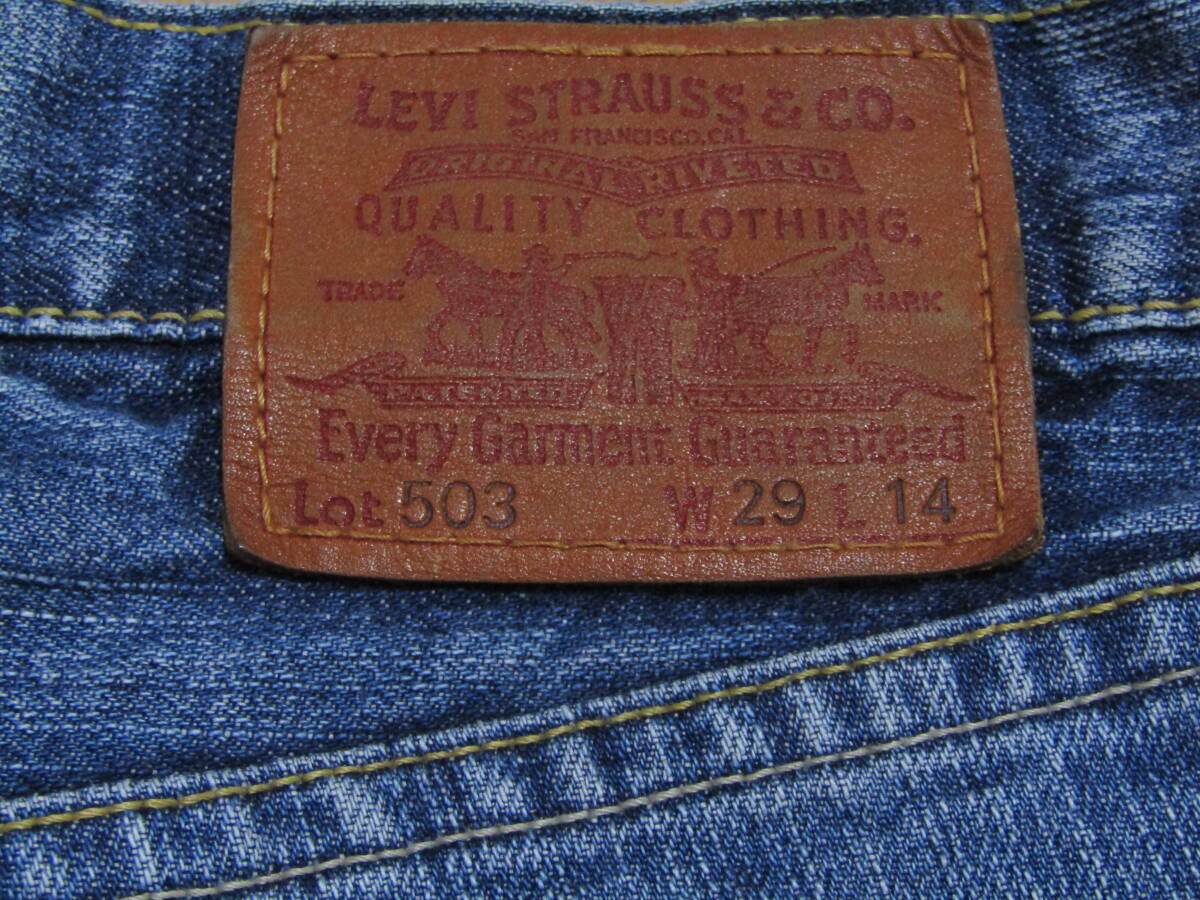 LEVI STRAUSS & CO.
SAN FRANCISCO, CAL
ORIGINAL RIVETED
QUALITY CLOTHING.
TRADE MARK
PATENTED
Every Garment Guaranteed
Lot 503 W 29 L 14